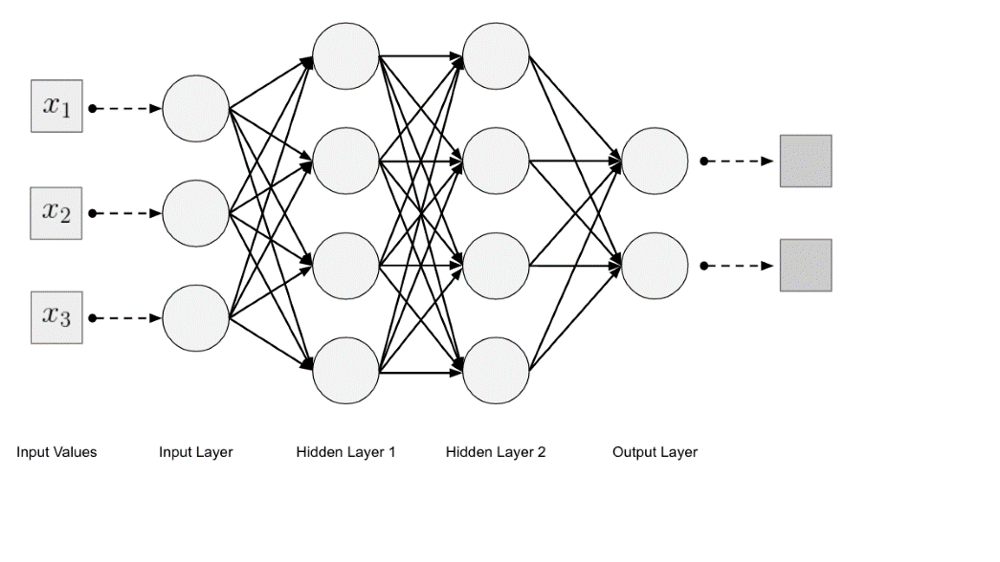 x1
x2
x3
Input Values
Input Layer
Hidden Layer 1
Hidden Layer 2
Output Layer